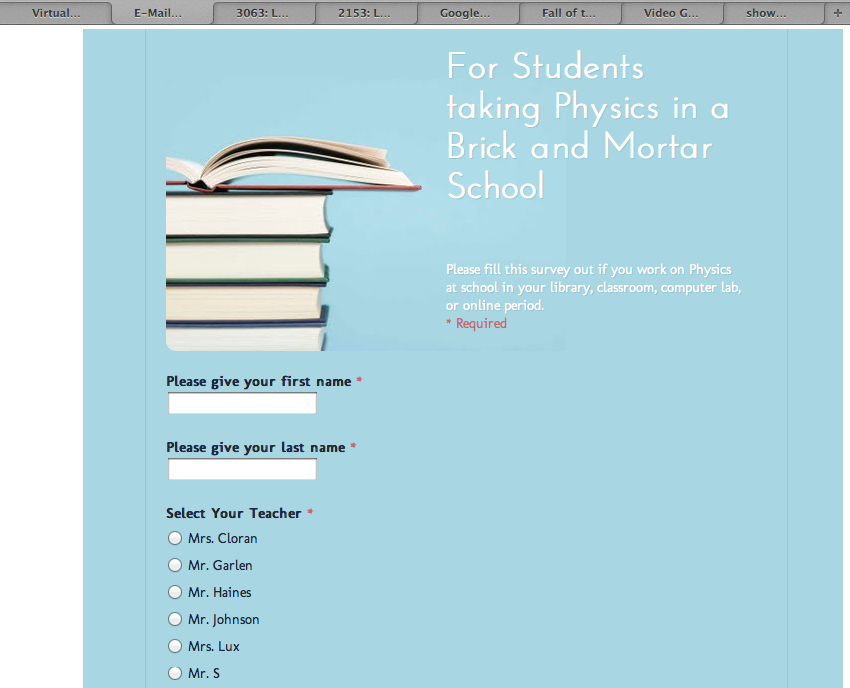 Virtual...
E-Mail...
3063: L...
2153: L...
Google...
Fall of t...
Video G...
show...
+
For Students
taking Physics in a
Brick and Mortar
School
Please fill this survey out if you work on Physics
at school in your library, classroom, computer lab,
or online period.
* Required
Please give your first name *
Please give your last name *
Select Your Teacher *
Mrs. Cloran
Mr. Garlen
Mr. Haines
Mr. Johnson
Mrs. Lux
Mr. S